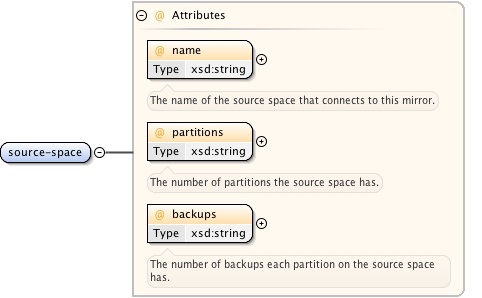 @ Attributes
@ name
Type xsd:string
The name of the source space that connects to this mirror.
@ partitions
Type xsd:string
The number of partitions the source space has.
source-space
@ backups
Type xsd:string
The number of backups each partition on the source space
has.